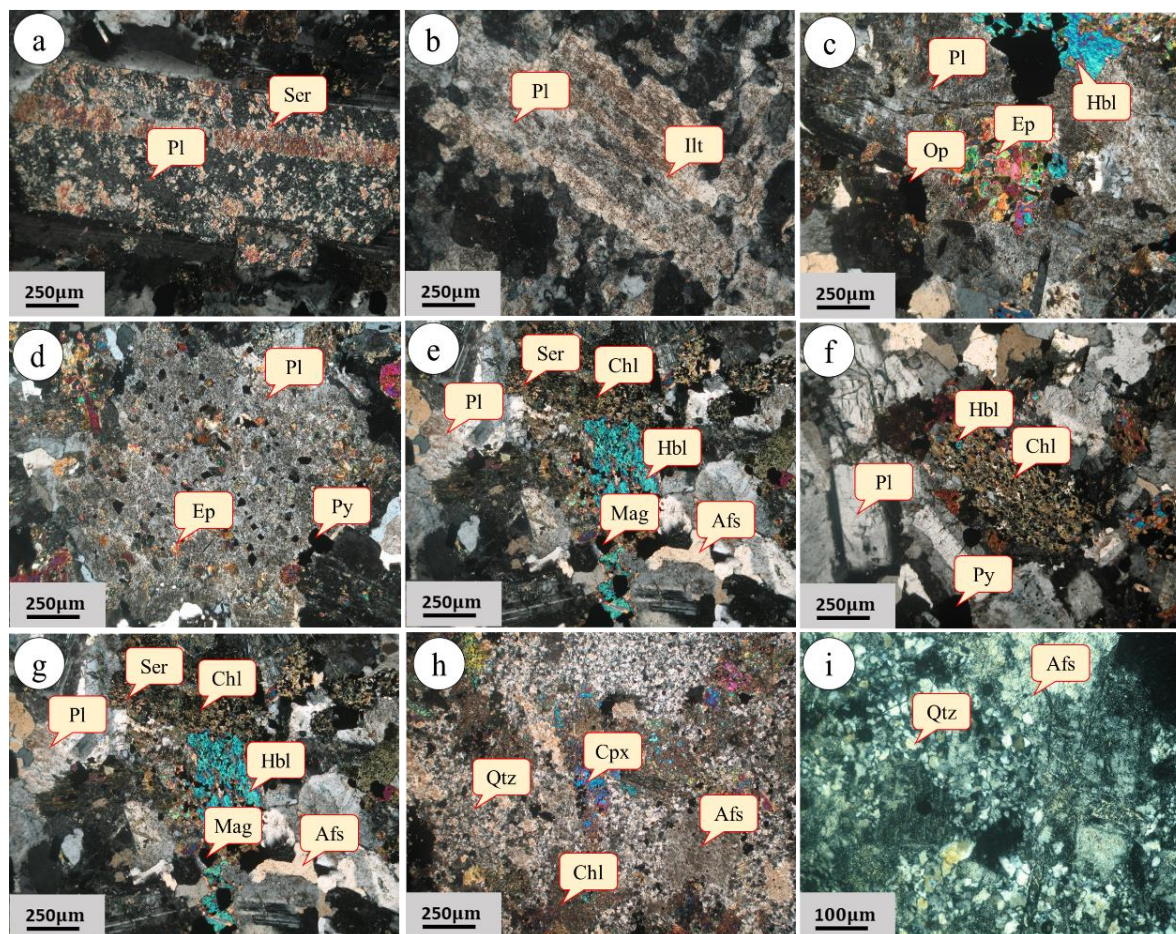 a
Ser
Pl
250μm
b
Pl
Ilt
250μm
c
Pl
Hbl
Ep
Op
250μm
d
Pl
Ep
Py
250μm
e
Ser
Chl
Pl
Hbl
Mag
Afs
250μm
f
Hbl
Chl
Pl
Py
250μm
g
Ser
Chl
Pl
Hbl
Mag
Afs
250μm
h
Cpx
Qtz
Afs
Chl
250μm
i
Afs
Qtz
100μm